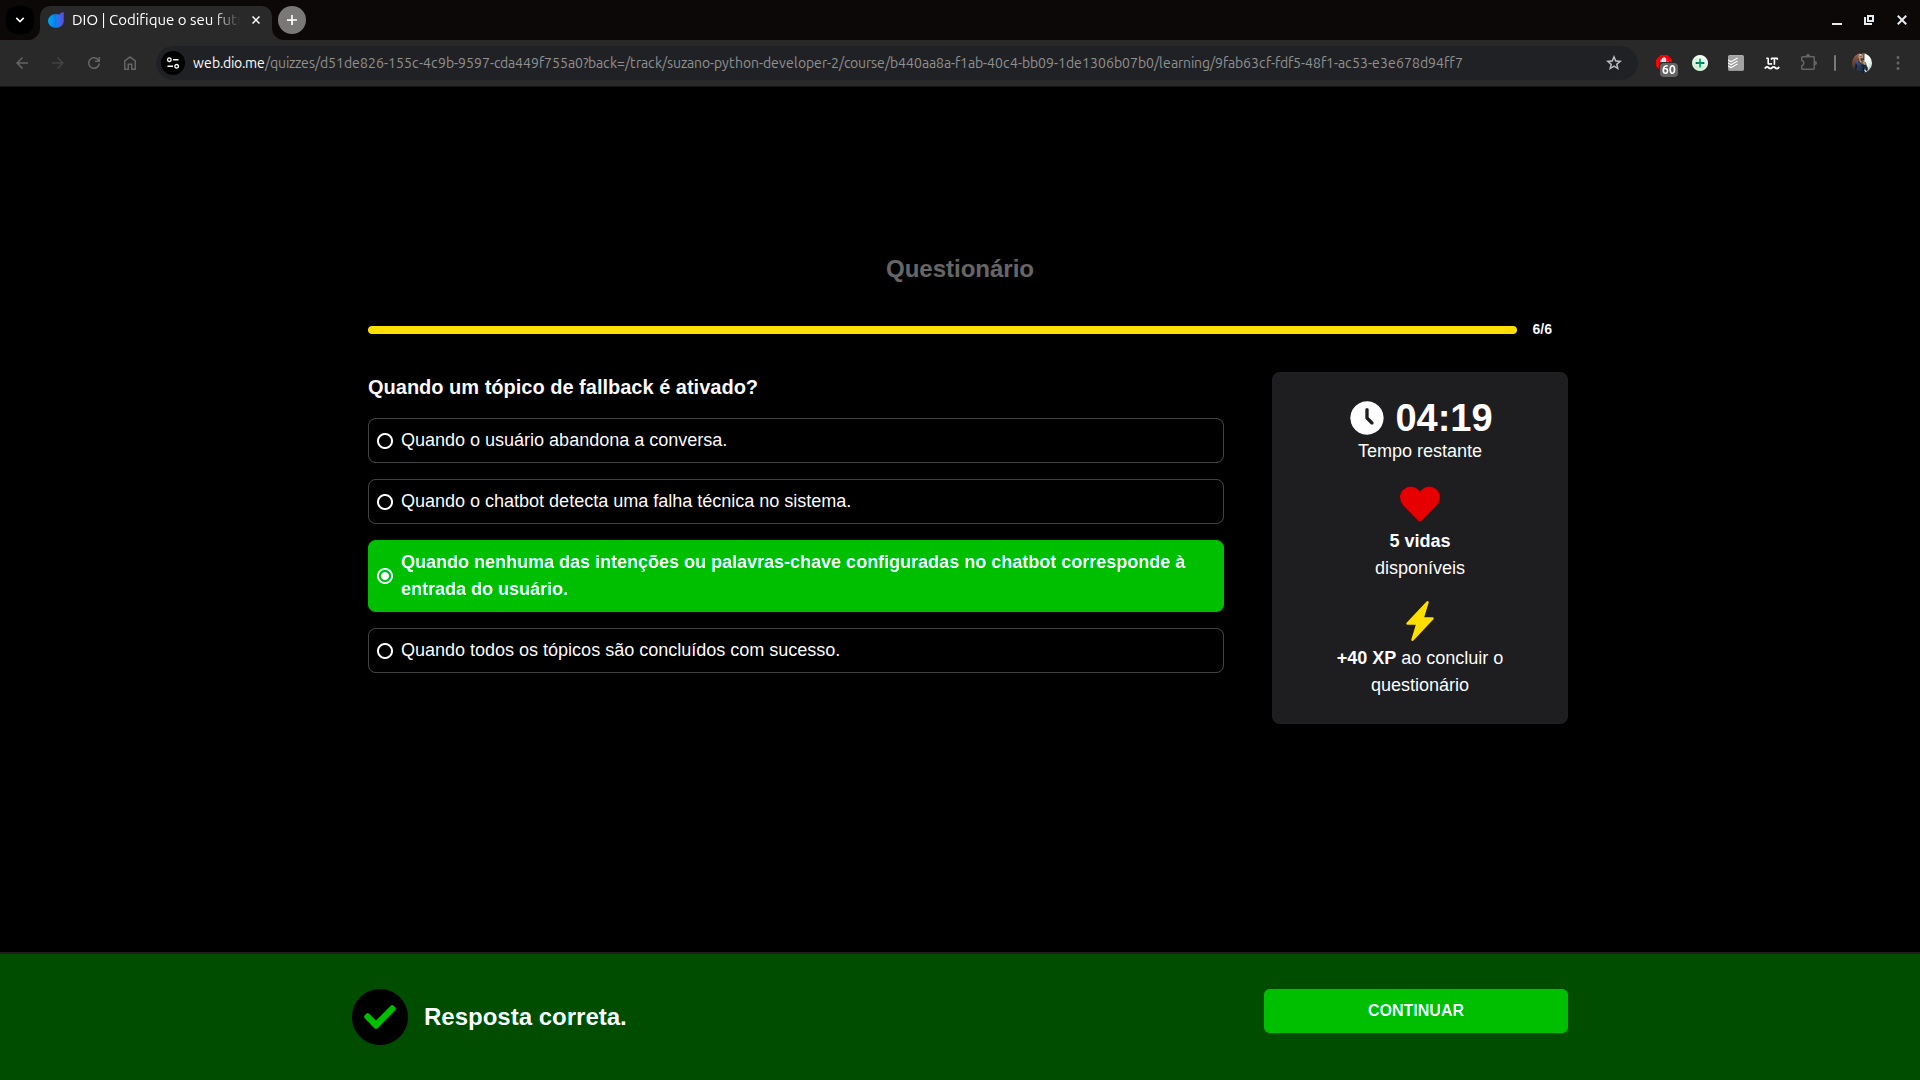 DIO | Codifique o seu fut
web.dio.me/quizzes/d51de826-155c-4c9b-9597-cda449f755a0?back=/track/suzano-python-developer-2/course/b440aa8a-f1ab-40c4-bb09-1de1306b07b0/learning/9fab63cf-fdf5-48f1-ac53-e3e678d94ff7
60
LT
Questionário
6/6
Quando um tópico de fallback é ativado?
Quando o usuário abandona a conversa.
Quando o chatbot detecta uma falha técnica no sistema.
Quando nenhuma das intenções ou palavras-chave configuradas no chatbot corresponde à
entrada do usuário.
Quando todos os tópicos são concluídos com sucesso.
04:19
Tempo restante
5 vidas
disponíveis
+40 XP ao concluir o
questionário
Resposta correta.
CONTINUAR